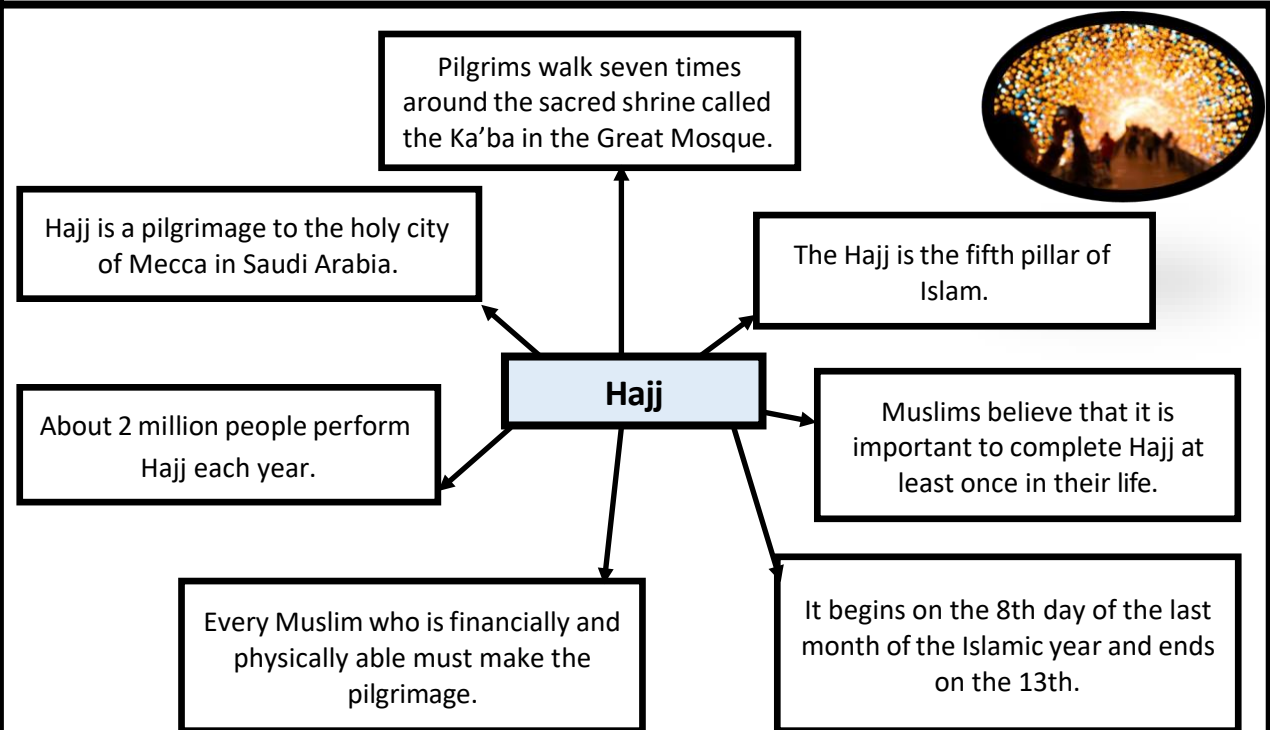 Pilgrims walk seven times
around the sacred shrine called
the Ka’ba in the Great Mosque.
Hajj is a pilgrimage to the holy city
of Mecca in Saudi Arabia.
The Hajj is the fifth pillar of
Islam.
Hajj
About 2 million people perform
Hajj each year.
Muslims believe that it is
important to complete Hajj at
least once in their life.
Every Muslim who is financially and
physically able must make the
pilgrimage.
It begins on the 8th day of the last
month of the Islamic year and ends
on the 13th.